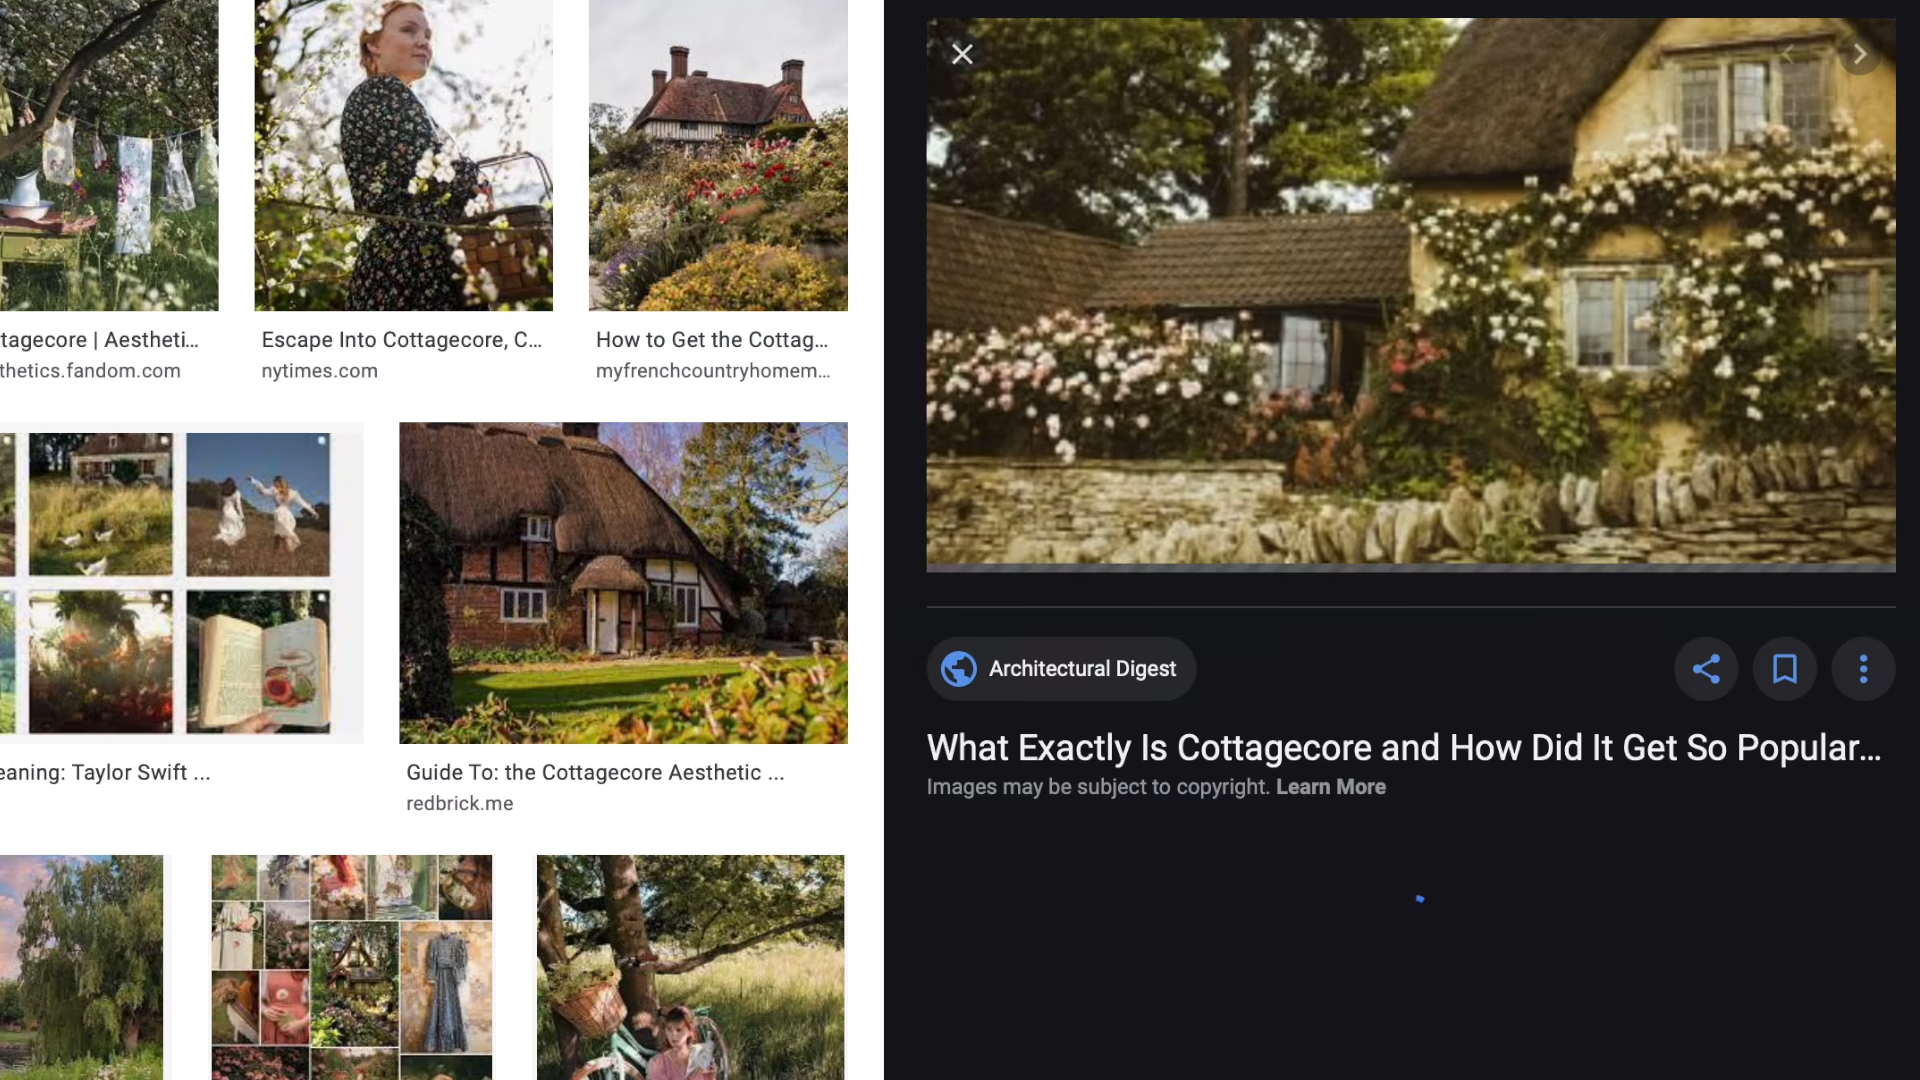 tagecore | Aestheti...
thetics.fandom.com
Escape Into Cottagecore, C...
nytimes.com
How to Get the Cottag...
myfrenchcountryhomem...
eaning: Taylor Swift ...
Guide To: the Cottagecore Aesthetic ...
redbrick.me
Architectural Digest
What Exactly Is Cottagecore and How Did It Get So Popular...
Images may be subject to copyright. Learn More